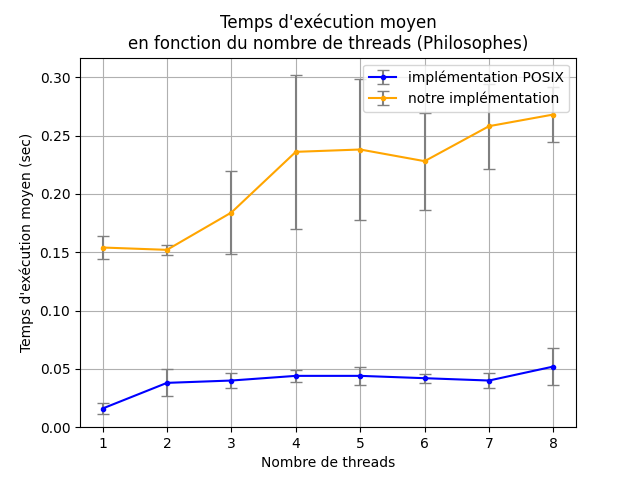 Temps d'exécution moyen
en fonction du nombre de threads (Philosophes)
implémentation POSIX
notre implémentation
Temps d'exécution moyen (sec)
0.30
0.25
0.20
0.15
0.10
0.05
0.00
1 2 3 4 5 6 7 8
Nombre de threads